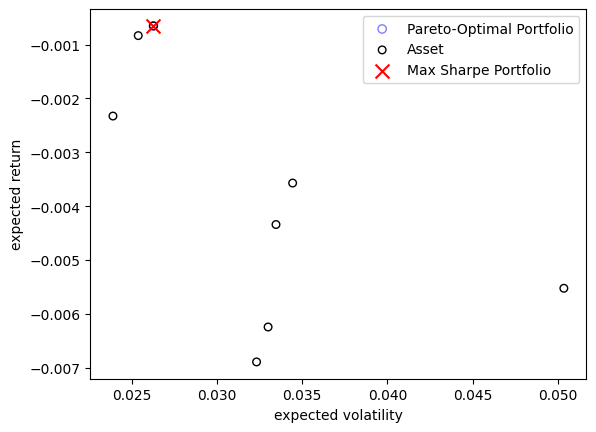 Pareto-Optimal Portfolio
Asset
Max Sharpe Portfolio
expected return
−0.001
−0.002
−0.003
−0.004
−0.005
−0.006
−0.007
0.025
0.030
0.035
0.040
0.045
0.050
expected volatility